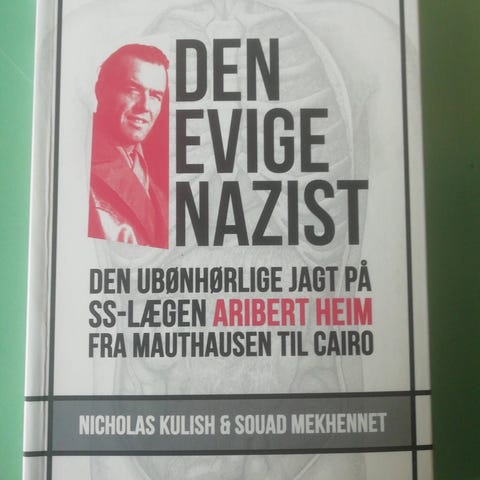 DEN
EVIGE
NAZIST
DEN UBØNHØRLIGE JAGT PÅ
SS-LÆGEN ARIBERT HEIM
FRA MAUTHAUSEN TIL CAIRO
NICHOLAS KULISH & SOUAD MEKHENNET